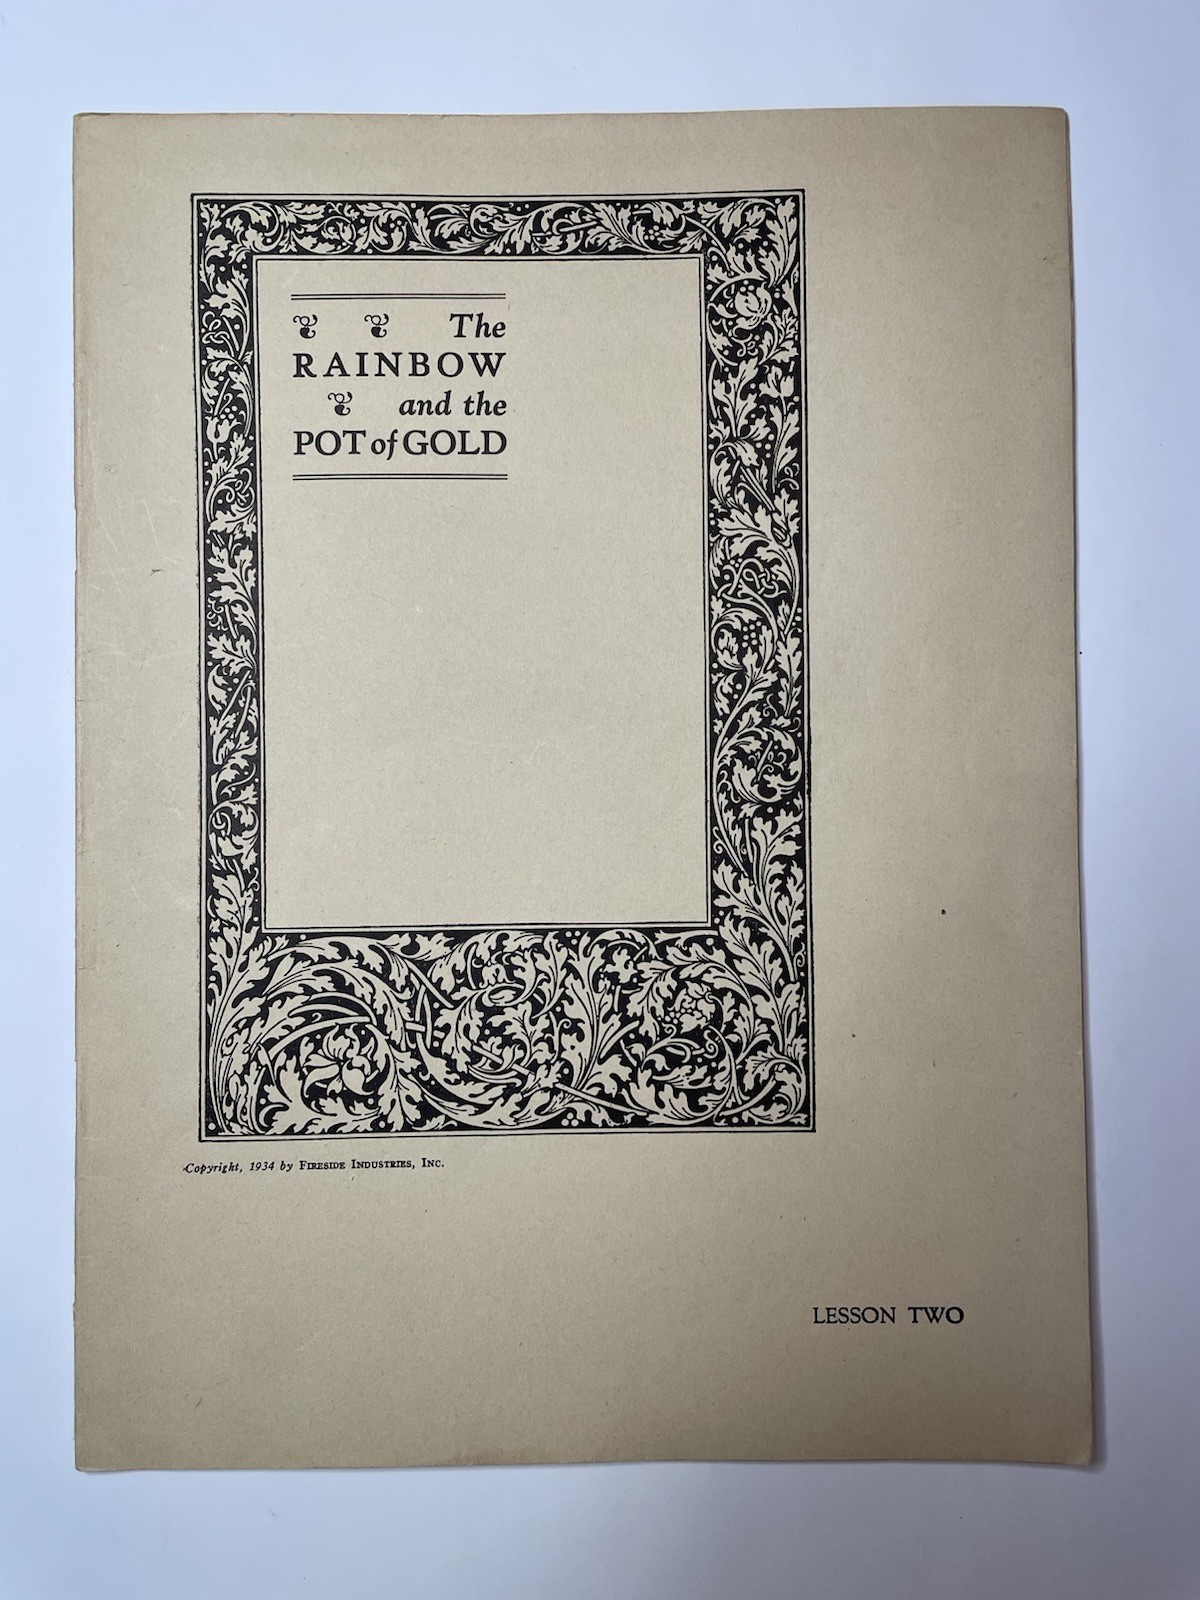 The
RAINBOW
and the
POT of GOLD
Copyright, 1934 by FIRESIDE INDUSTRIES, INC.
LESSON TWO